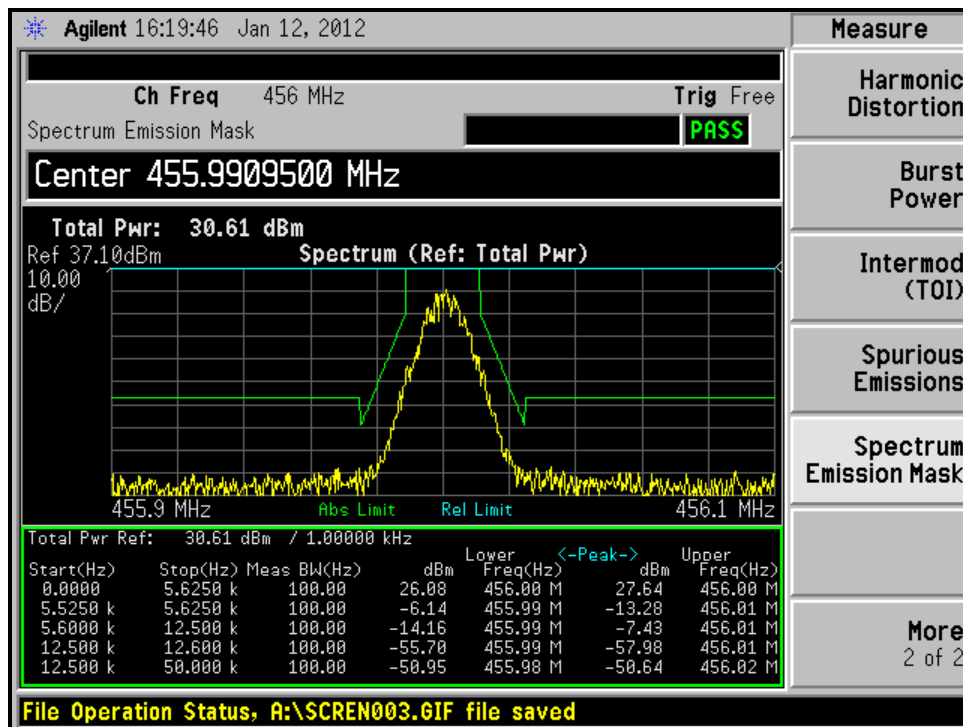 Agilent 16:19:46 Jan 12, 2012
Measure
Ch Freq 456 MHz Trig Free
Spectrum Emission Mask PASS
Center 455.9909500 MHz
Total Pwr: 30.61 dBm
Ref 37.10dBm Spectrum (Ref: Total Pwr)
10.00
dB/
455.9 MHz Abs Limit Rel Limit 456.1 MHz
Total Pwr Ref: 30.61 dBm / 1.00000 kHz
Lower <-Peak-> Upper
Start(Hz) Stop(Hz) Meas BW(Hz) dBm Freq(Hz) dBm Freq(Hz)
0.0000 5.6250 k 100.00 26.08 456.00 M 27.64 456.00 M
5.5250 k 5.6250 k 100.00 -6.14 455.99 M -13.28 456.01 M
5.6000 k 12.500 k 100.00 -14.16 455.99 M -7.43 456.01 M
12.500 k 12.600 k 100.00 -55.70 455.99 M -57.98 456.01 M
12.500 k 50.000 k 100.00 -50.95 455.98 M -50.64 456.02 M
Harmonic
Distortion
Burst
Power
Intermod
(TOI)
Spurious
Emissions
Spectrum
Emission Mask
More
2 of 2
File Operation Status, A:\SCREN003.GIF file saved